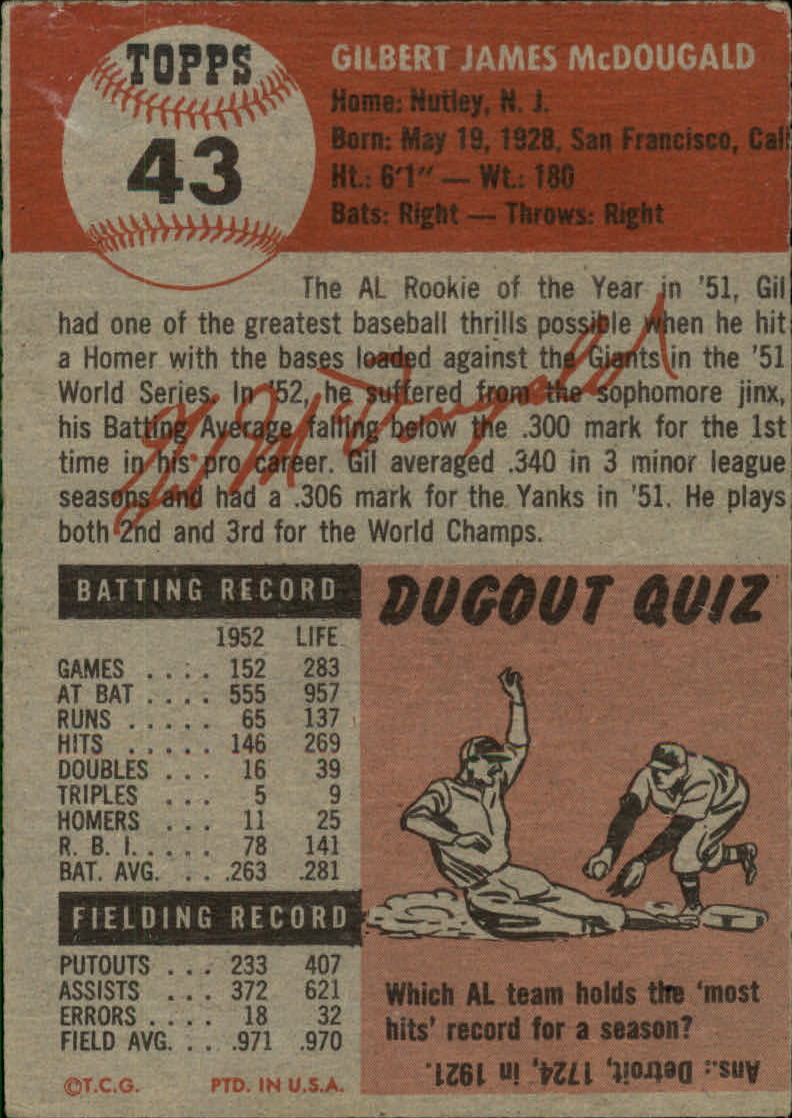 TOPPS
43
GILBERT JAMES McDOUGALD
Home: Nutley, N. J.
Born: May 19, 1928, San Francisco, Cal
Ht.: 6'1" — Wt.: 180
Bats: Right — Throws: Right
The AL Rookie of the Year in '51, Gil
had one of the greatest baseball thrills possible when he hit
a Homer with the bases loaded against the Giants in the '51
World Series. In '52, he suffered from the sophomore jinx,
his Batting Average falling below the .300 mark for the 1st
time in his pro career. Gil averaged .340 in 3 minor league
seasons and had a .306 mark for the Yanks in '51. He plays
both 2nd and 3rd for the World Champs.
Gil McDougald
BATTING RECORD
1952 LIFE
GAMES .... 152 283
AT BAT .... 555 957
RUNS ..... 65 137
HITS ..... 146 269
DOUBLES ... 16 39
TRIPLES ... 5 9
HOMERS ... 11 25
R. B. I. .... 78 141
BAT. AVG. .. .263 .281
FIELDING RECORD
PUTOUTS ... 233 407
ASSISTS ... 372 621
ERRORS .... 18 32
FIELD AVG. .. .971 .970
©T.C.G. PTD. IN U.S.A.
DUGOUT QUIZ
Which AL team holds the 'most
hits' record for a season?
Ans.: Detroit, 1724, in 1921.